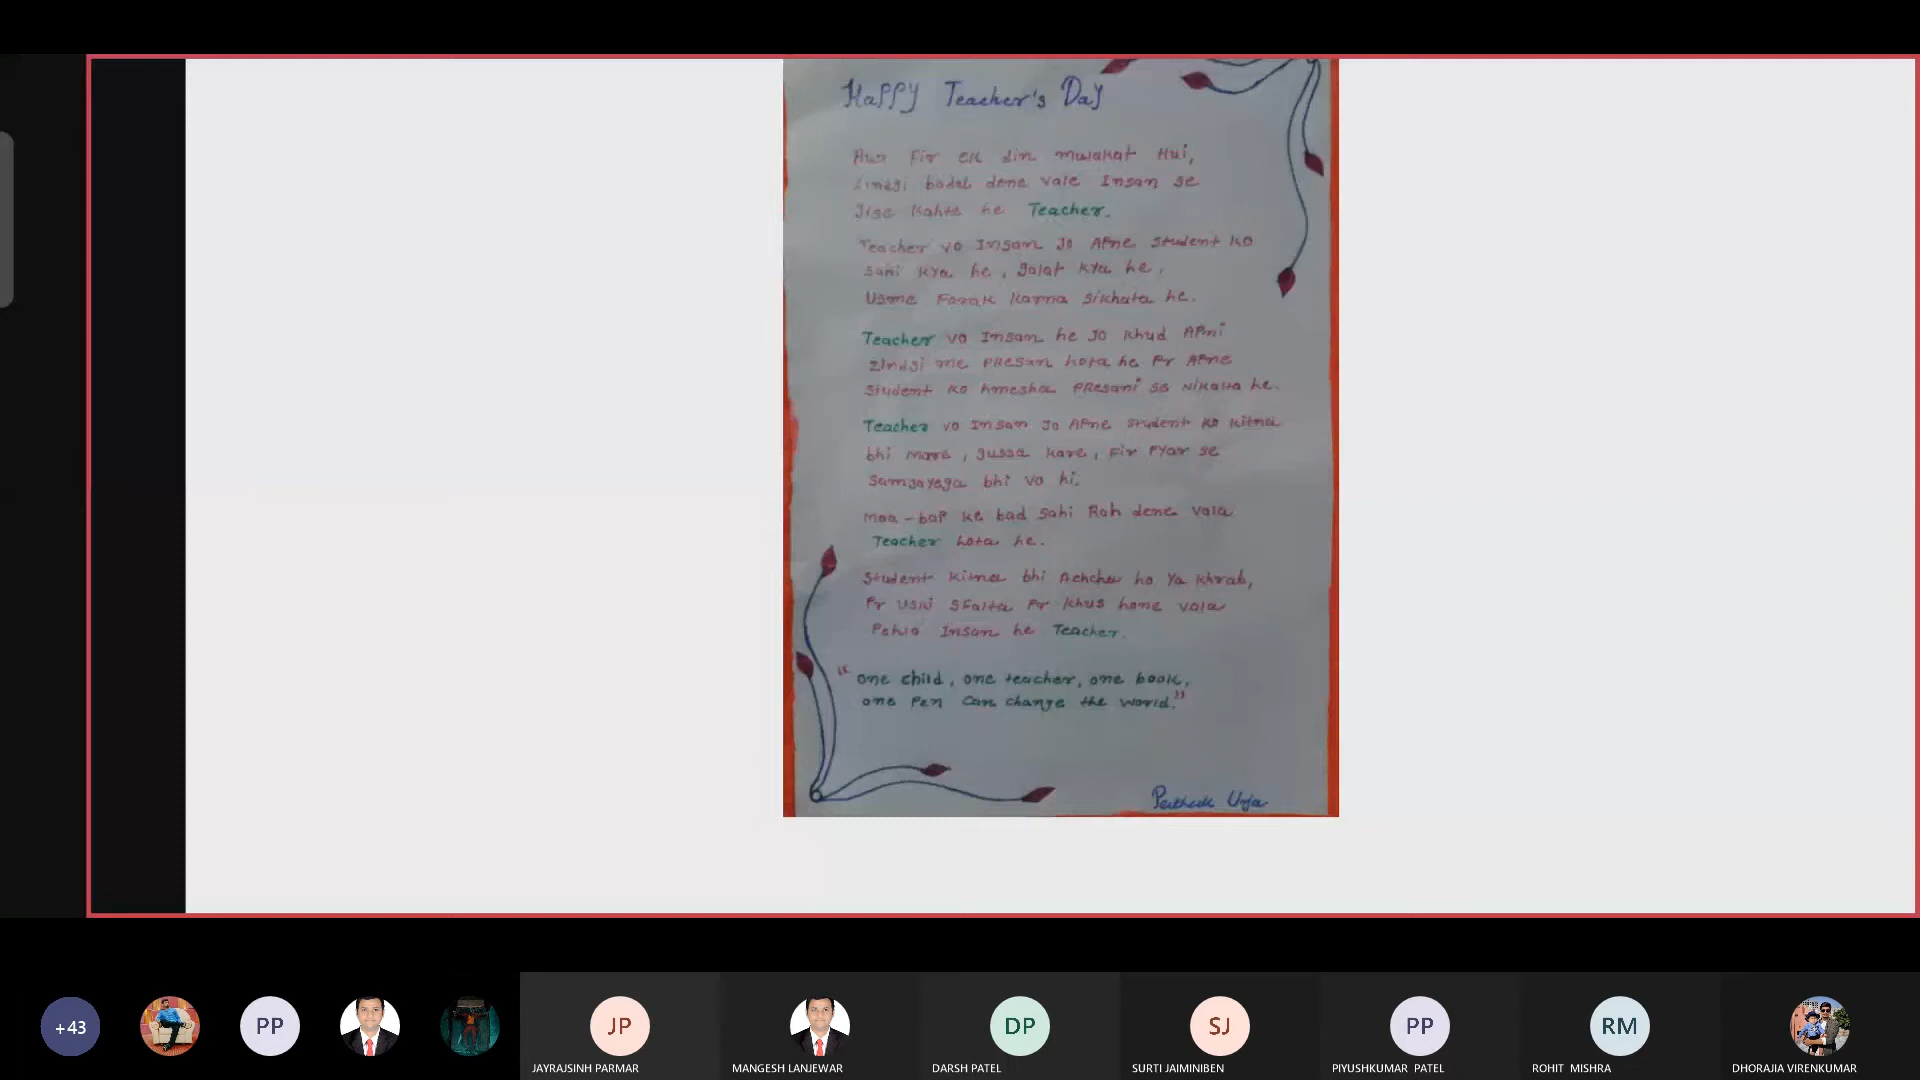 Happy Teacher's Day
Aur Fir ek din mulakat Hui,
Zindgi badal dene vale Insan se
Jise Kahte he Teacher.
Teacher vo Insan Jo APne Student ko
Sahi kya he, galat kya he,
Usme Farak Karna Sikhata he.
Teacher vo Insan he Jo khud APni
Zindgi me PResan hota he Pr APne
Student ko hmesha PResani se Nikalta he.
Teacher vo Insan Jo APne Student ko kitna
bhi mare, gussa kare, Fir Pyar se
Samjayega bhi vo hi.
Maa-baP ke bad Sahi Rah dene vala
Teacher hota he.
Student Kitna bhi Achcha ho Ya khrab,
Pr Uski Sfalta Pr khus hone vala
Pehla Insan he Teacher.
"One child, one teacher, one book,
one Pen Can change the world."
Urja
+43
PP
JP
DP
SJ
PP
RM
JAYRAJSINH PARMAR
MANGESH LANJEWAR
DARSH PATEL
SURTI JAIMINIBEN
PIYUSHKUMAR PATEL
ROHIT MISHRA
DHORAJIA VIRENKUMAR